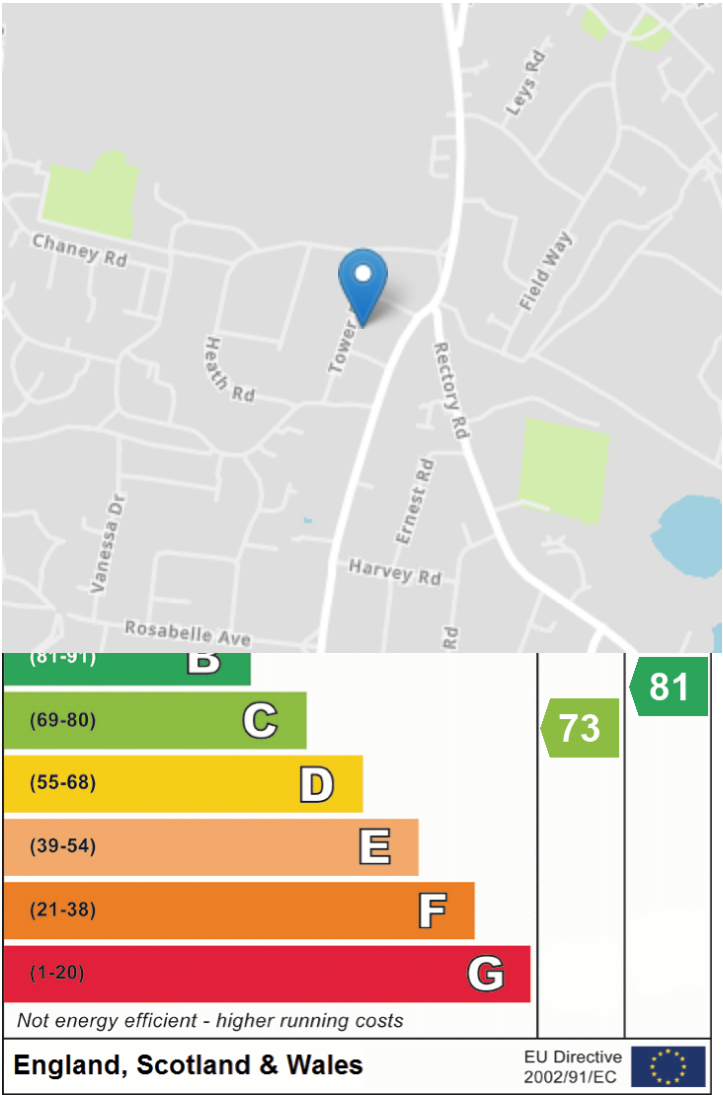 Leys Rd
Chaney Rd
Field Way
Tower
Heath Rd
Rectory Rd
Ernest Rd
Vanessa Dr
Harvey Rd
Rosabelle Ave
Rd
(81-91) B
81
(69-80) C
73
(55-68) D
(39-54) E
(21-38) F
(1-20) G
Not energy efficient - higher running costs
England, Scotland & Wales
EU Directive
2002/91/EC